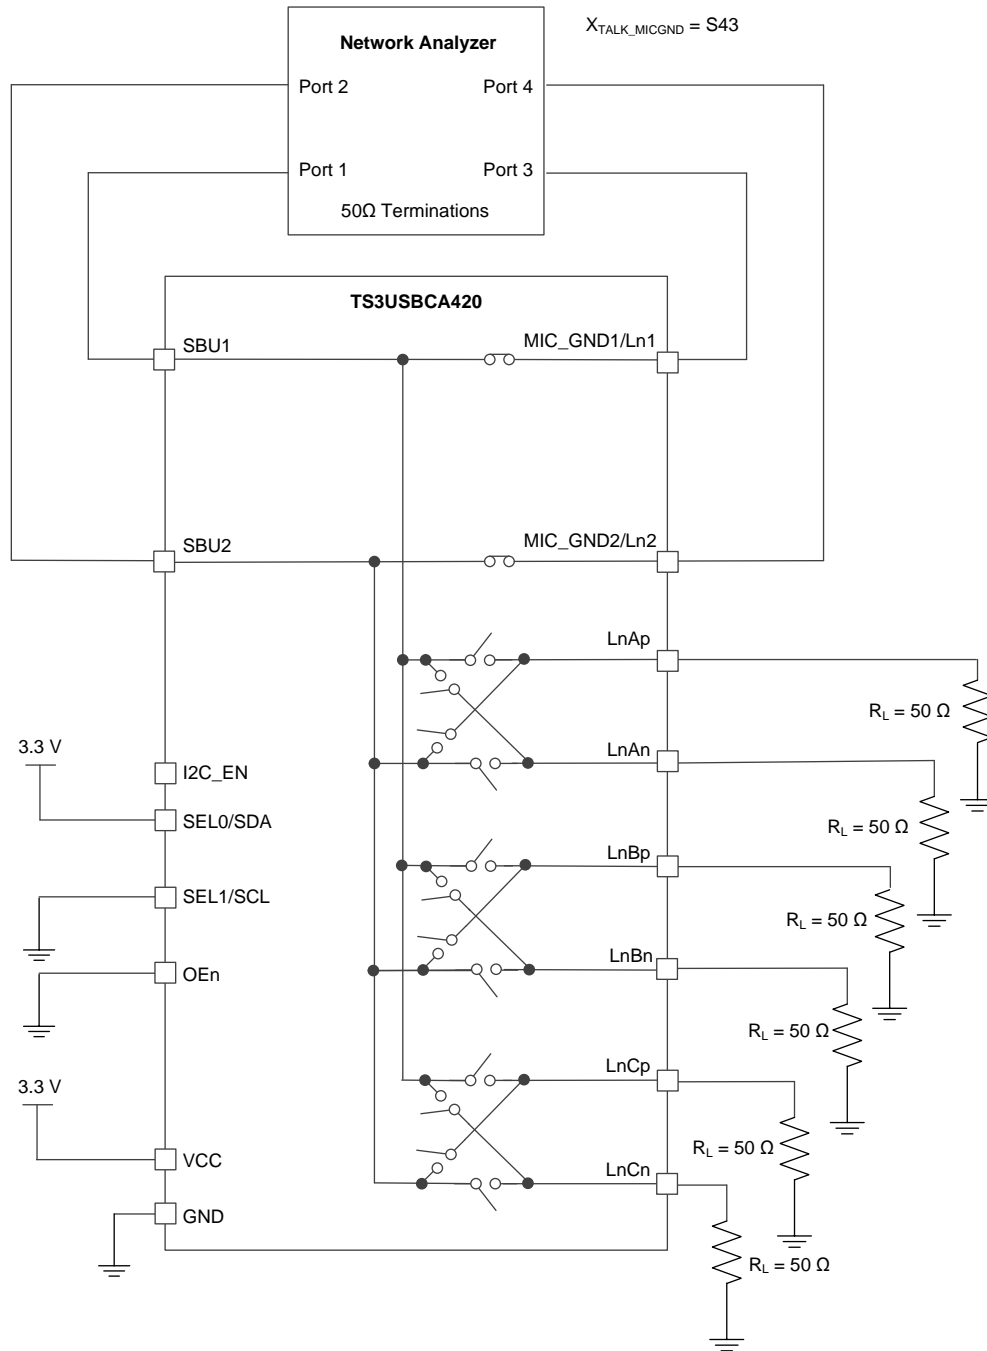 X_TALK_MICGND = S43
Network Analyzer
Port 2
Port 4
Port 1
Port 3
50Ω Terminations
TS3USBCA420
SBU1
MIC_GND1/Ln1
SBU2
MIC_GND2/Ln2
LnAp
R_L = 50 Ω
LnAn
3.3 V
I2C_EN
SEL0/SDA
R_L = 50 Ω
LnBp
SEL1/SCL
R_L = 50 Ω
LnBn
OEn
R_L = 50 Ω
LnCp
3.3 V
VCC
R_L = 50 Ω
LnCn
GND
R_L = 50 Ω